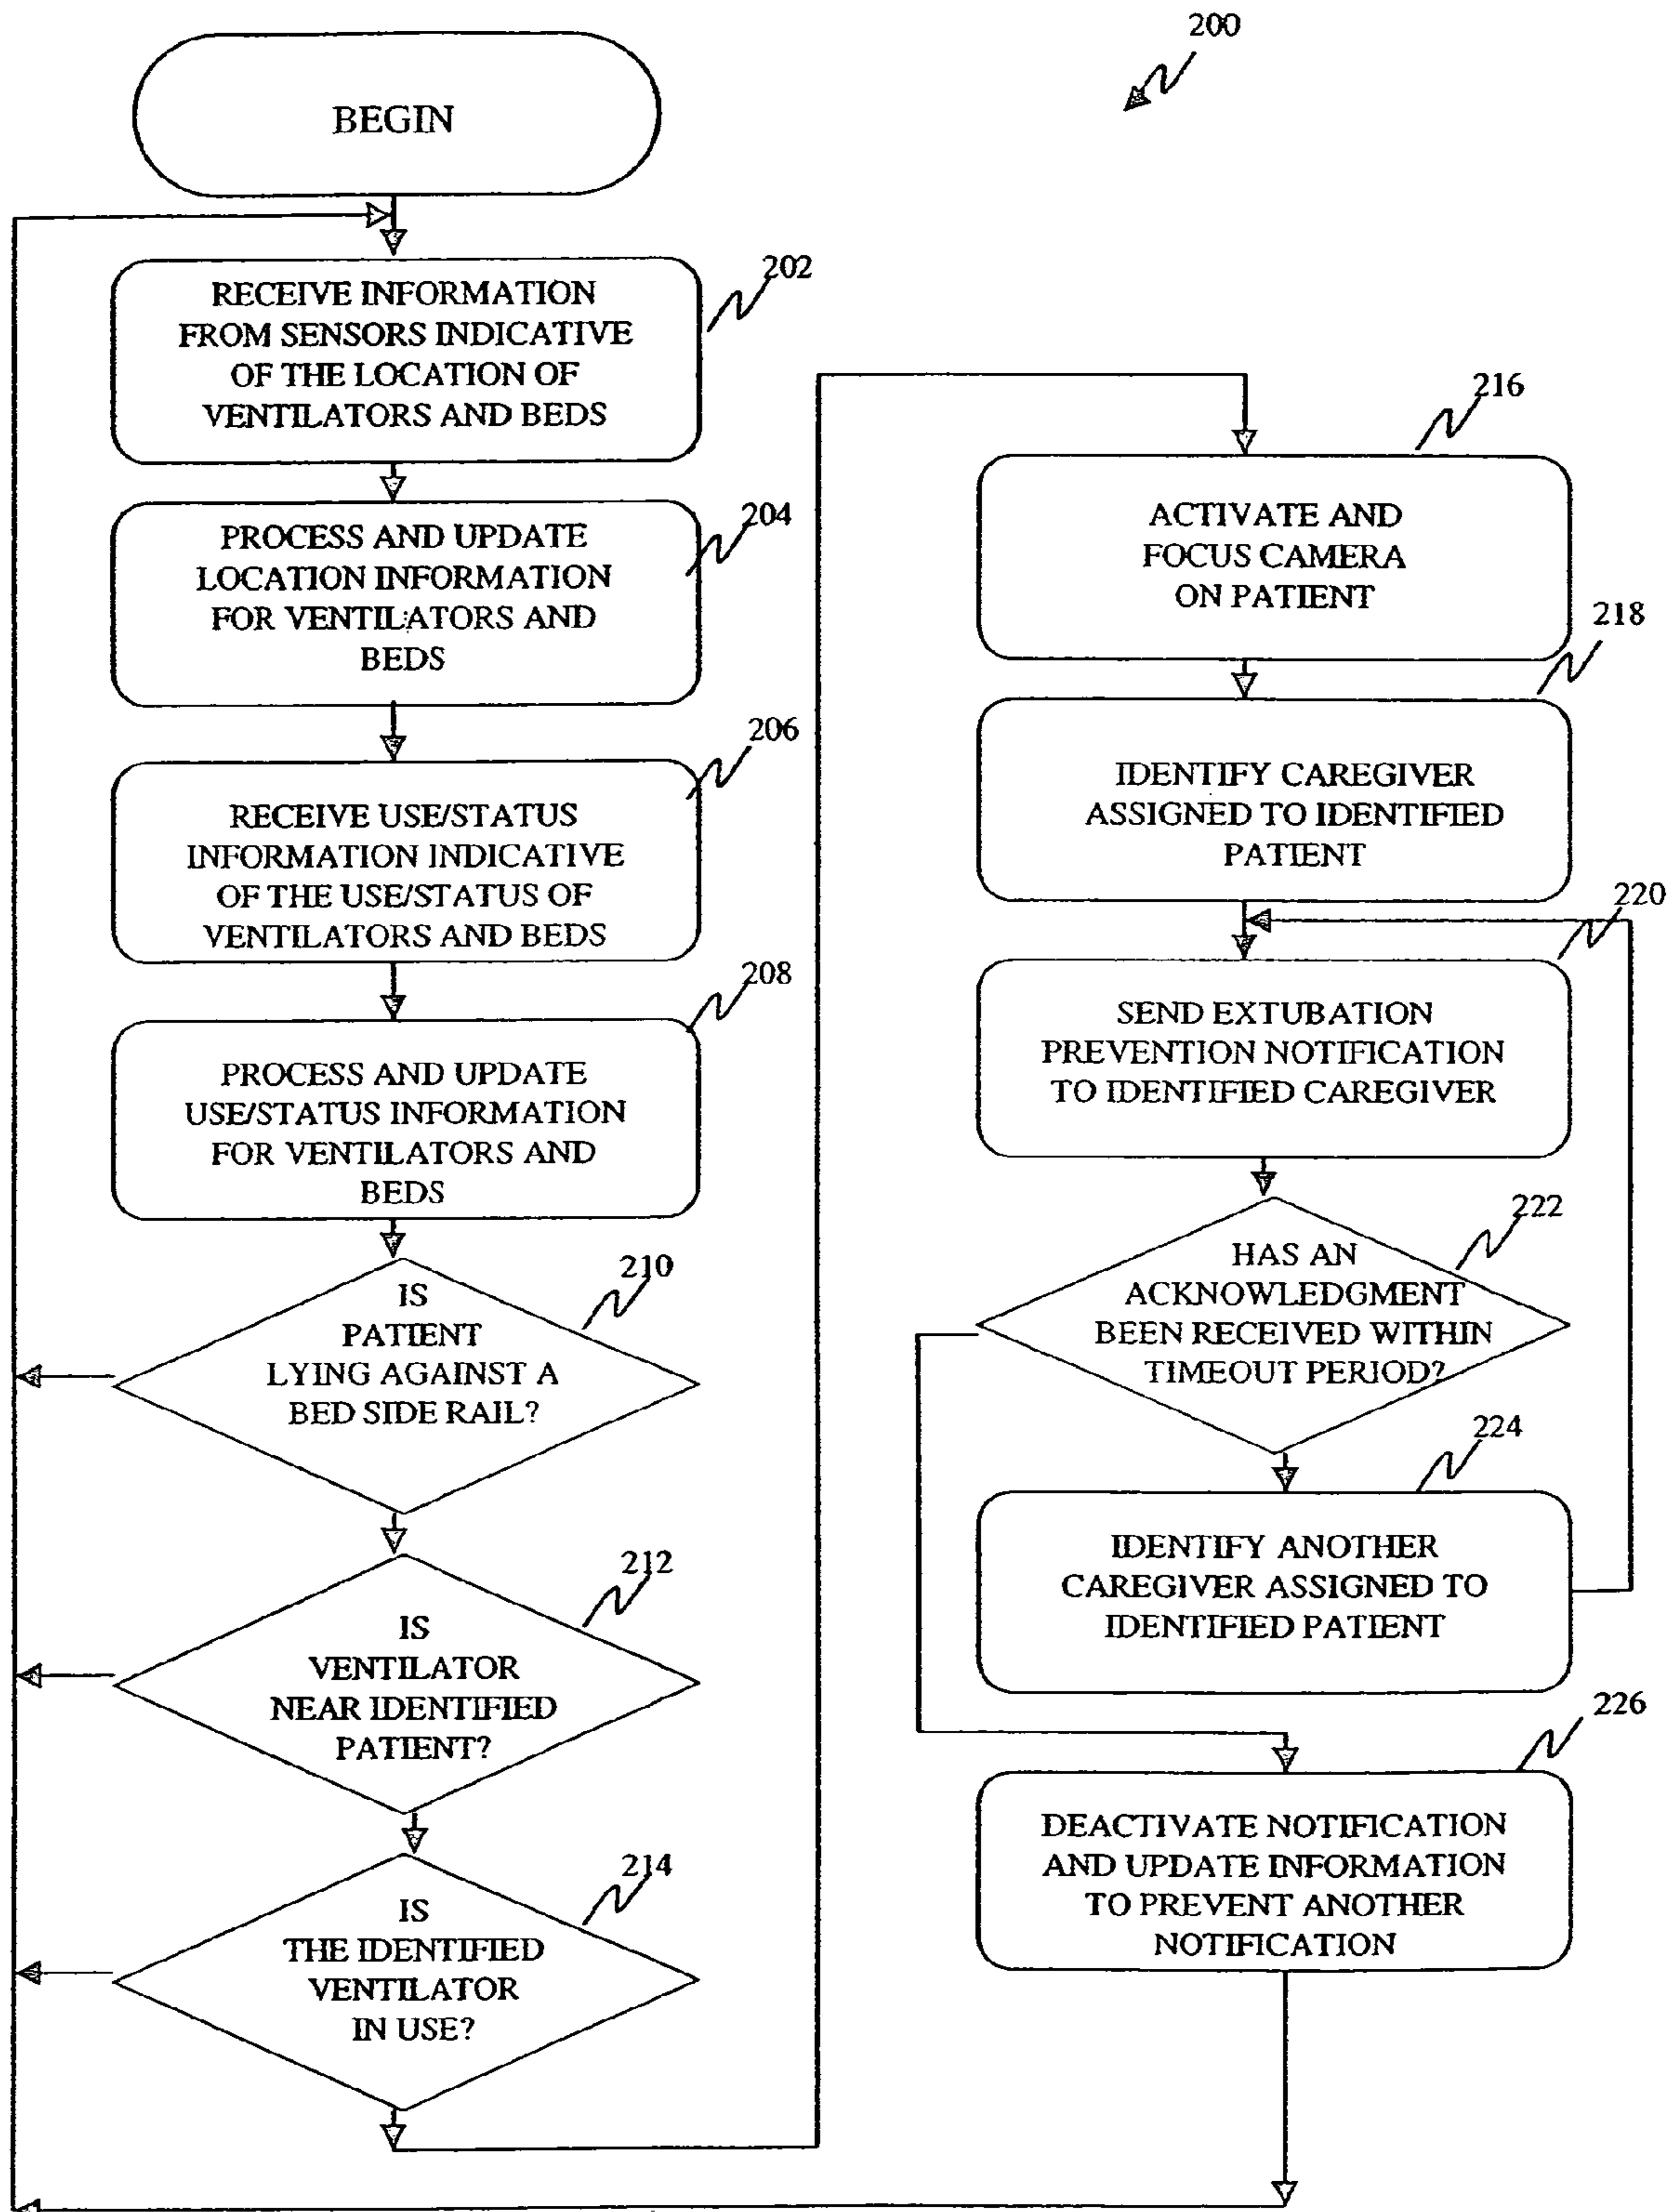 200
BEGIN
202
RECEIVE INFORMATION
FROM SENSORS INDICATIVE
OF THE LOCATION OF
VENTILATORS AND BEDS
204
PROCESS AND UPDATE
LOCATION INFORMATION
FOR VENTILATORS AND
BEDS
206
RECEIVE USE/STATUS
INFORMATION INDICATIVE
OF THE USE/STATUS OF
VENTILATORS AND BEDS
208
PROCESS AND UPDATE
USE/STATUS INFORMATION
FOR VENTILATORS AND
BEDS
210
IS
PATIENT
LYING AGAINST A
BED SIDE RAIL?
212
IS
VENTILATOR
NEAR IDENTIFIED
PATIENT?
214
IS
THE IDENTIFIED
VENTILATOR
IN USE?
216
ACTIVATE AND
FOCUS CAMERA
ON PATIENT
218
IDENTIFY CAREGIVER
ASSIGNED TO IDENTIFIED
PATIENT
220
SEND EXTUBATION
PREVENTION NOTIFICATION
TO IDENTIFIED CAREGIVER
222
HAS AN
ACKNOWLEDGMENT
BEEN RECEIVED WITHIN
TIMEOUT PERIOD?
224
IDENTIFY ANOTHER
CAREGIVER ASSIGNED TO
IDENTIFIED PATIENT
226
DEACTIVATE NOTIFICATION
AND UPDATE INFORMATION
TO PREVENT ANOTHER
NOTIFICATION